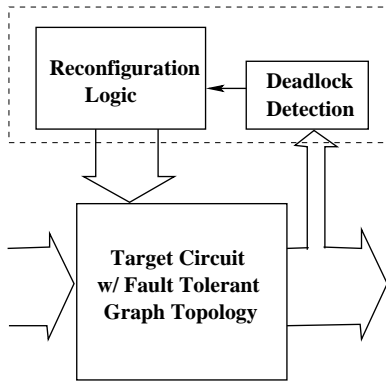 Reconfiguration
Logic
Deadlock
Detection
Target Circuit
w/ Fault Tolerant
Graph Topology